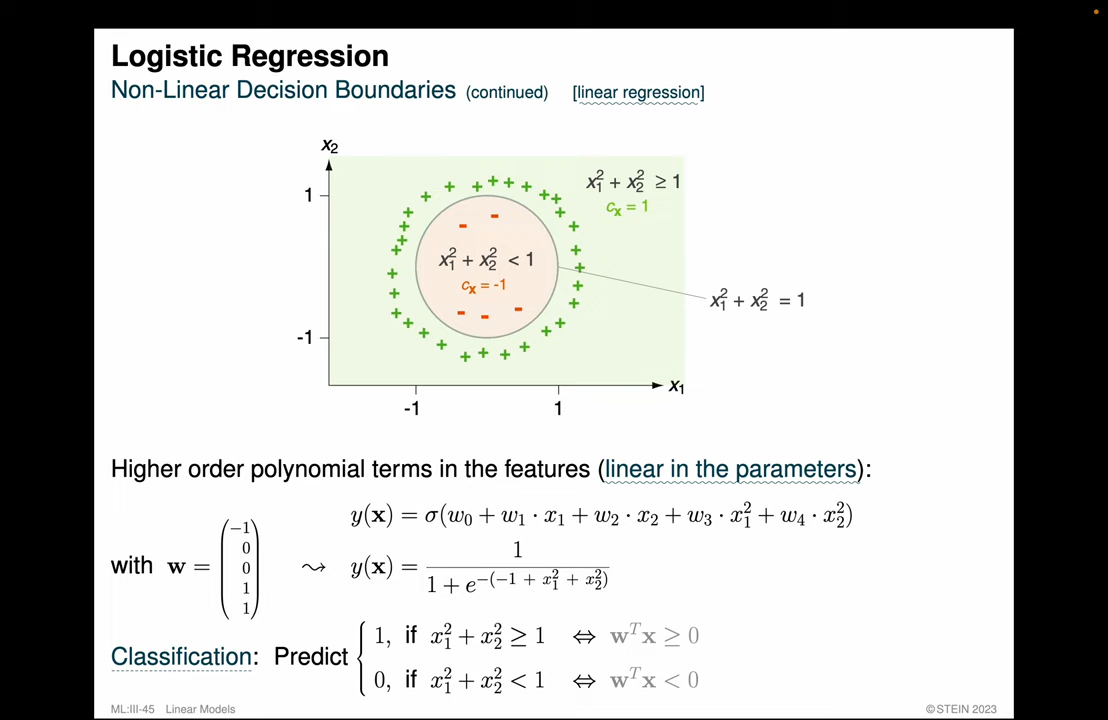 Logistic Regression
Non-Linear Decision Boundaries (continued) [linear regression]
x₂
x₁² + x₂² ≥ 1
1
cₓ = 1
x₁² + x₂² < 1
cₓ = -1
x₁² + x₂² = 1
-1
x₁
-1 1
Higher order polynomial terms in the features (linear in the parameters):
y(x) = σ(w₀ + w₁ · x₁ + w₂ · x₂ + w₃ · x₁² + w₄ · x₂²)
with w = (-1 0 0 1 1) ⇝ y(x) = 1 / (1 + e^−(−1 + x₁² + x₂²))
Classification: Predict { 1, if x₁² + x₂² ≥ 1 ⇔ wᵀx ≥ 0
0, if x₁² + x₂² < 1 ⇔ wᵀx < 0
ML:III-45 Linear Models ©STEIN 2023